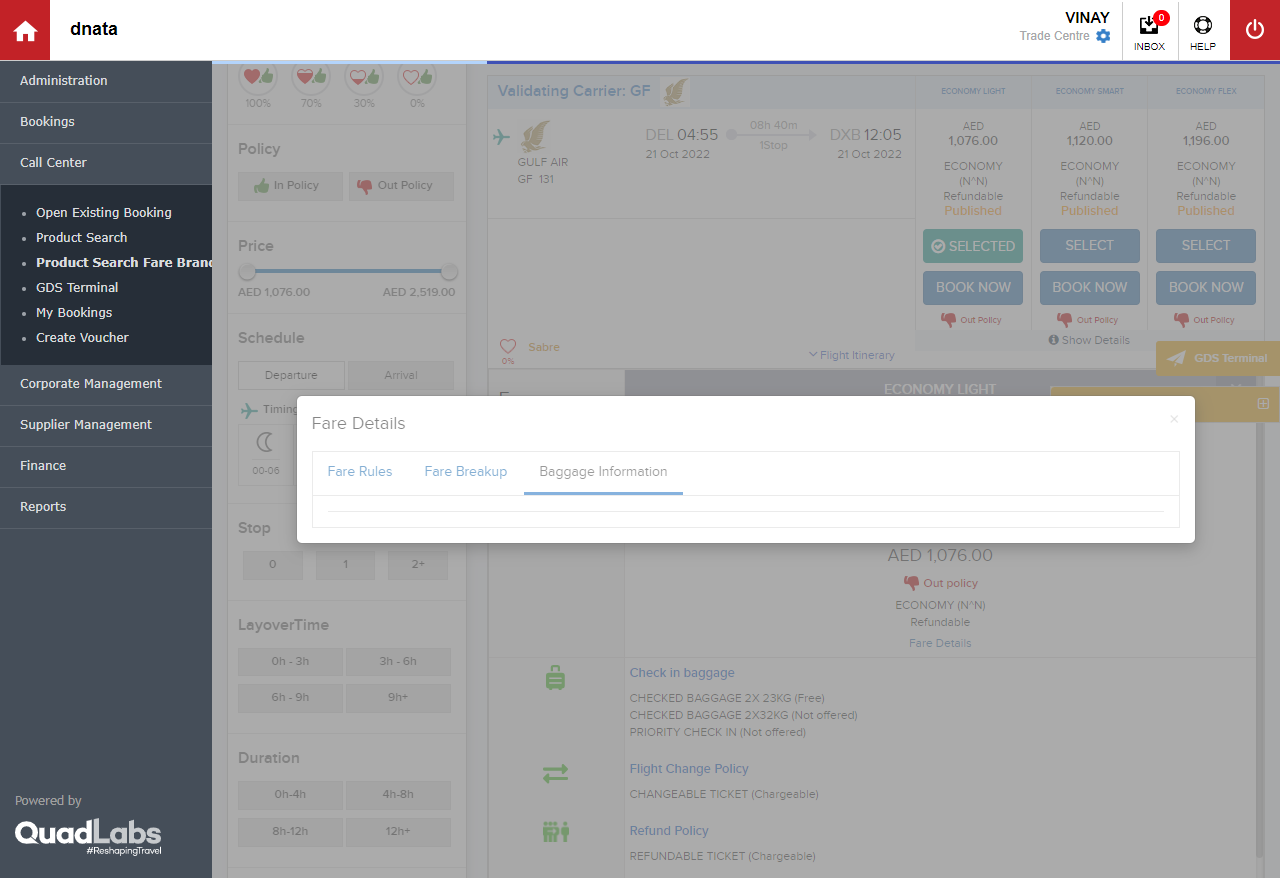 dnata
VINAY
Trade Centre
0
INBOX
HELP
Administration
Bookings
Call Center
Open Existing Booking
Product Search
Product Search Fare Brand
GDS Terminal
My Bookings
Create Voucher
Corporate Management
Supplier Management
Finance
Reports
Powered by
QuadLabs
#ReshapingTravel
100% 70% 30% 0%
Policy
In Policy Out Policy
Price
AED 1,076.00 AED 2,519.00
Schedule
Departure Arrival
Timing
00-06
Stop
0 1 2+
LayoverTime
0h - 3h 3h - 6h
6h - 9h 9h+
Duration
0h-4h 4h-8h
8h-12h 12h+
Validating Carrier: GF
ECONOMY LIGHT ECONOMY SMART ECONOMY FLEX
GULF AIR
GF 131
DEL 04:55
21 Oct 2022
08h 40m
1Stop
DXB 12:05
21 Oct 2022
AED AED AED
1,076.00 1,120.00 1,196.00
ECONOMY ECONOMY ECONOMY
(N^N) (N^N) (N^N)
Refundable Refundable Refundable
Published Published Published
SELECTED SELECT SELECT
BOOK NOW BOOK NOW BOOK NOW
Out Policy Out Policy Out Policy
Show Details
0%
Sabre
Flight Itinerary
GDS Terminal
ECONOMY LIGHT
Fare Details
×
Fare Rules Fare Breakup Baggage Information
AED 1,076.00
Out policy
ECONOMY (N^N)
Refundable
Fare Details
Check in baggage
CHECKED BAGGAGE 2X 23KG (Free)
CHECKED BAGGAGE 2X32KG (Not offered)
PRIORITY CHECK IN (Not offered)
Flight Change Policy
CHANGEABLE TICKET (Chargeable)
Refund Policy
REFUNDABLE TICKET (Chargeable)